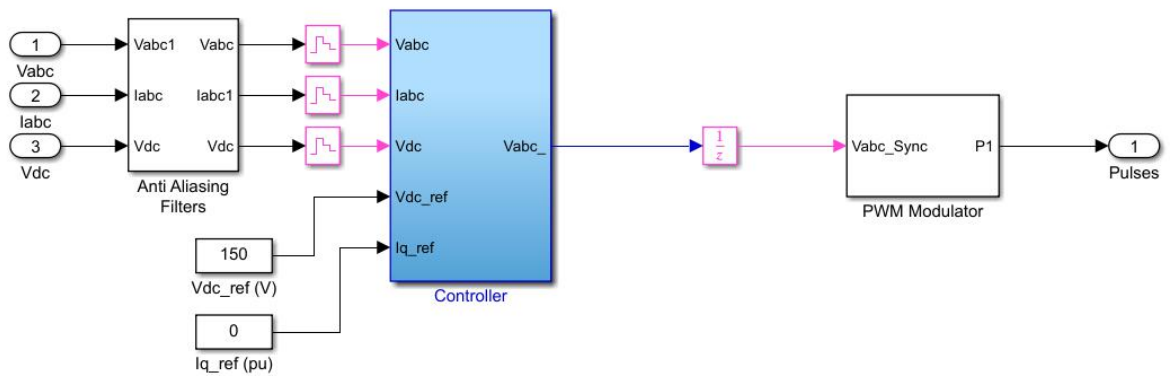 1
Vabc
2
Iabc
3
Vdc
Vabc1
Vabc
Iabc
Iabc1
Vdc
Vdc
Anti Aliasing
Filters
150
Vdc_ref (V)
0
Iq_ref (pu)
Vabc
Iabc
Vdc
Vabc_
Vdc_ref
Iq_ref
Controller
1
z
Vabc_Sync
P1
PWM Modulator
1
Pulses